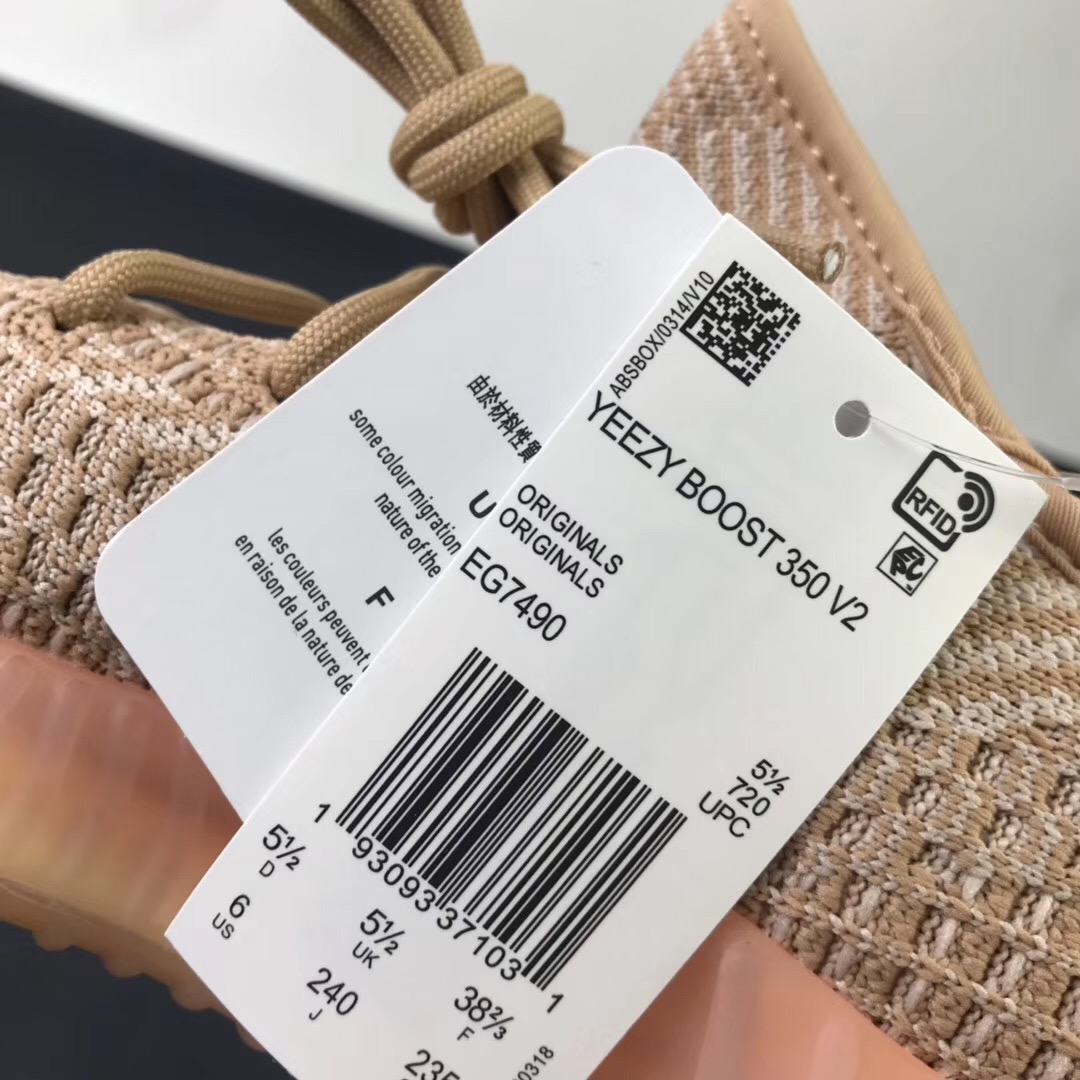 由於材料性質
U
some colour migration
nature of the
F
les couleurs peuvent
en raison de la nature de
ABSBOX/0314/V10
YEEZY BOOST 350 V2
RFID
ORIGINALS
ORIGINALS
EG7490
5½
720
UPC
1 93093 37103 1
5½
D
6
US
5½
UK
240
J
38⅔
F
235
0318